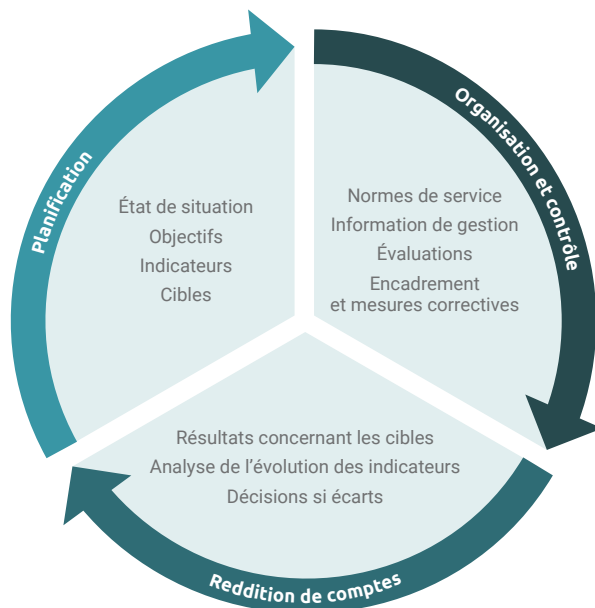 Planification
État de situation
Objectifs
Indicateurs
Cibles
Organisation et contrôle
Normes de service
Information de gestion
Évaluations
Encadrement
et mesures correctives
Résultats concernant les cibles
Analyse de l'évolution des indicateurs
Décisions si écarts
Reddition de comptes